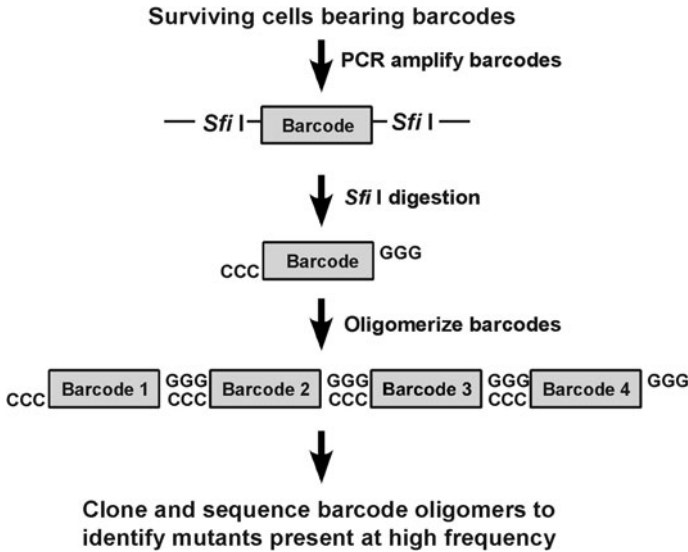 Surviving cells bearing barcodes
PCR amplify barcodes
Sfi I Barcode Sfi I
Sfi I digestion
CCC Barcode GGG
Oligomerize barcodes
CCC Barcode 1 GGG CCC Barcode 2 GGG CCC Barcode 3 GGG CCC Barcode 4 GGG
Clone and sequence barcode oligomers to
identify mutants present at high frequency